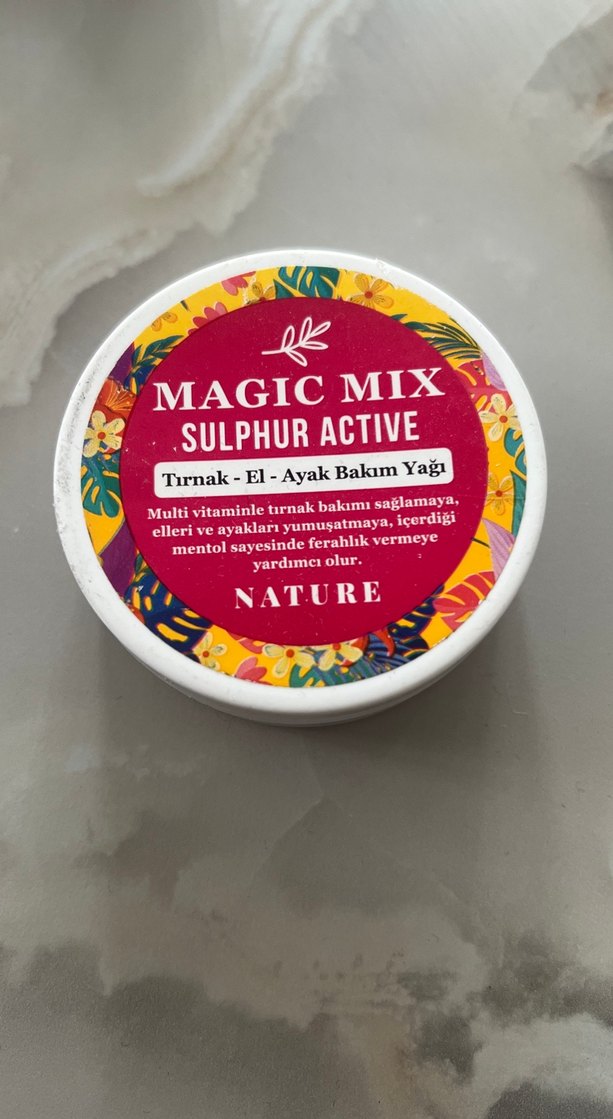 MAGIC MIX
SULPHUR ACTIVE
Tırnak - El - Ayak Bakım Yağı
Multi vitaminle tırnak bakımı sağlamaya,
elleri ve ayakları yumuşatmaya, içerdiği
mentol sayesinde ferahlık vermeye
yardımcı olur.
NATURE